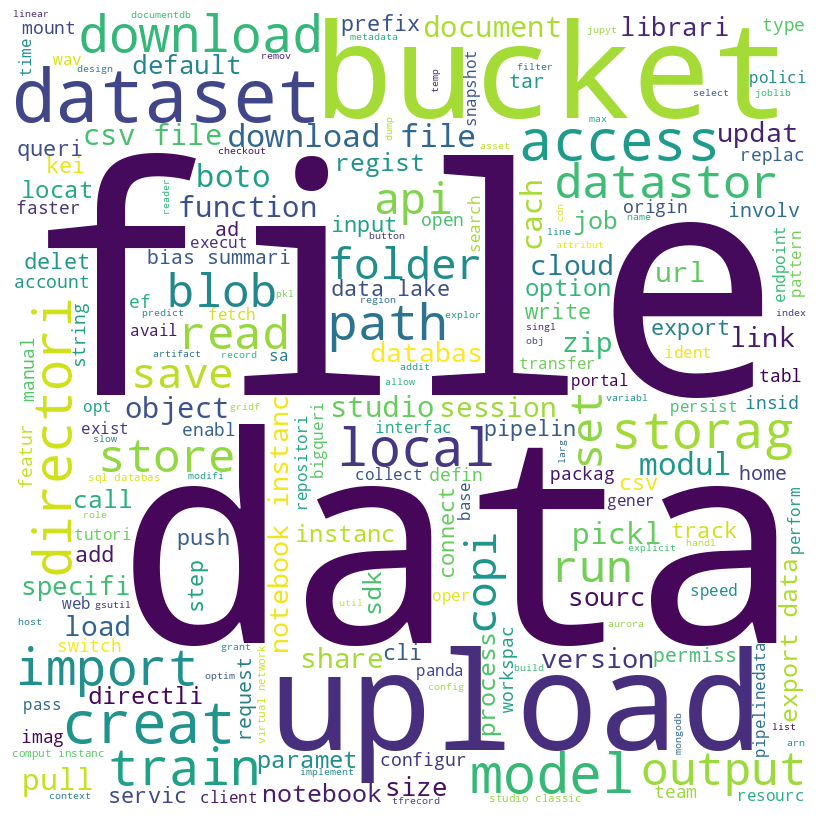 linear
documentdb
mount
download
prefix
document
librari
type
time
wav
design
remov
default
metadata
bucket
jupyt
filter
tar
polici
dataset
temp
snapshot
select
joblib
max
csv file
download file
dump
access
updat
asset
queri
checkout
replac
kei
boto
regist
datastor
locat
reader
api
search
cach
job
origin
involv
faster
function
input
open
cdn
line
name
ad
execut
button
attribut
delet
bias summari
folder
cloud
url
endpoint
pattern
account
blob
data lake
option
file
string
ef
pkl
region
explor
write
index
predict
fetch
path
export
avail
read
zip
singl
link
artifact
record
sa
databas
obj
transfer
ident
portal
tabl
manual
directori
save
addit
allow
variabl
opt
object
gridf
studio
session
set
persist
insid
exist
enabl
interfac
pipelin
storag
featur
slow
store
notebook instanc
repositori
bigqueri
local
larg
modul
sql databas
modifi
collect
defin
packag
csv
home
call
base
gener
role
data
tutori
push
instanc
connect
pickl
track
explicit
handl
perform
add
step
copi
run
export data
specifi
sdk
web
gsutil
util
oper
sourc
speed
host
load
aurora
switch
grant
share
cli
process
workspac
version
permiss
import
request
virtual network
panda
build
pass
directli
optim
config
upload
mongodb
pipelinedata
list
arn
imag
creat
comput instanc
train
paramet
configur
pull
implement
model
output
context
servic
client
notebook
size
tfrecord
studio classic
team
resourc